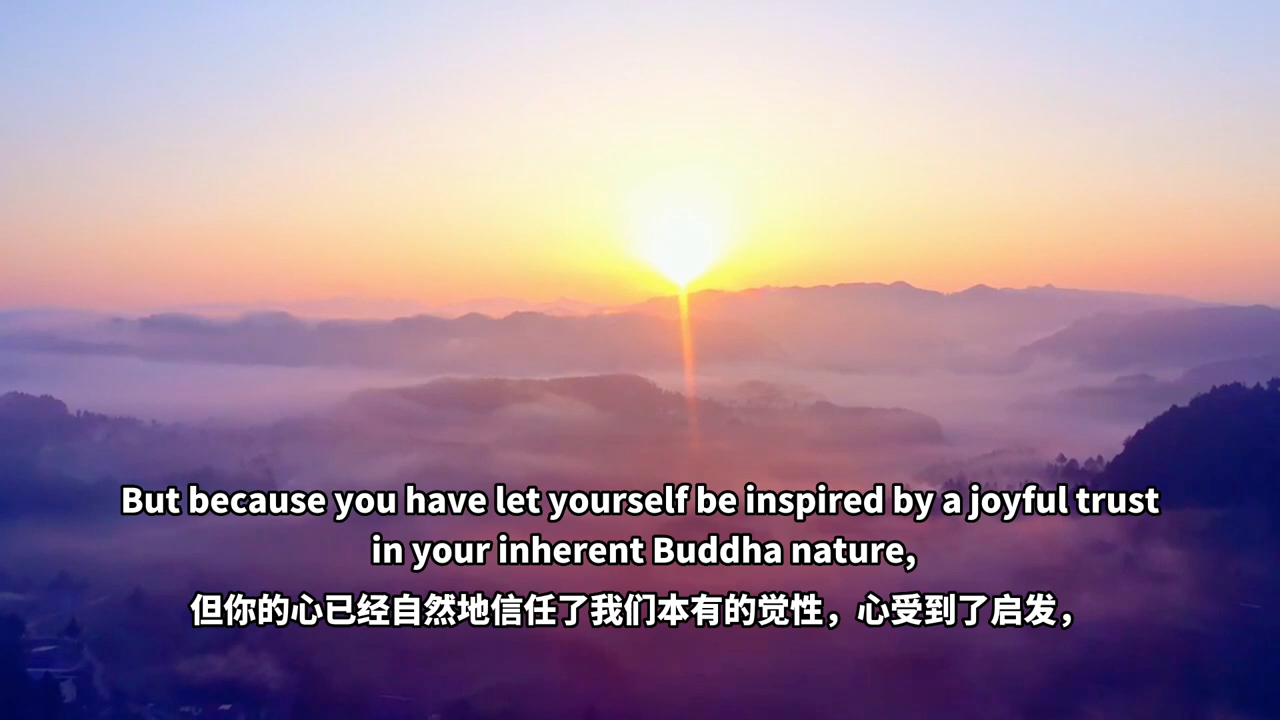 But because you have let yourself be inspired by a joyful trust
in your inherent Buddha nature,
但你的心已经自然地信任了我们本有的觉性，心受到了启发，